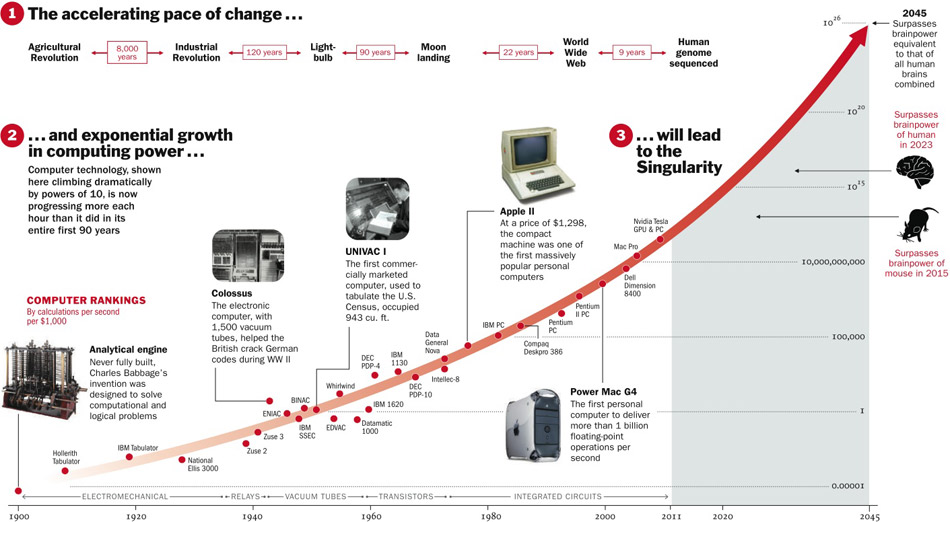 1 The accelerating pace of change ...
Agricultural
Revolution
8,000
years
Industrial
Revolution
120 years
Light-
bulb
90 years
Moon
landing
22 years
World
Wide
Web
9 years
Human
genome
sequenced
2 ... and exponential growth
in computing power ...
Computer technology, shown
here climbing dramatically
by powers of 10, is now
progressing more each
hour than it did in its
entire first 90 years
3 ... will lead
to the
Singularity
2045
Surpasses
brainpower
equivalent
to that of
all human
brains
combined
Surpasses
brainpower
of human
in 2023
Surpasses
brainpower of
mouse in 2015
10^26
10^20
10^15
10,000,000,000
100,000
1
0.00001
COMPUTER RANKINGS
By calculations per second
per $1,000
Analytical engine
Never fully built,
Charles Babbage's
invention was
designed to solve
computational and
logical problems
Colossus
The electronic
computer, with
1,500 vacuum
tubes, helped the
British crack German
codes during WW II
UNIVAC I
The first commer-
cially marketed
computer, used to
tabulate the U.S.
Census, occupied
943 cu. ft.
Apple II
At a price of $1,298,
the compact
machine was one of
the first massively
popular personal
computers
Power Mac G4
The first personal
computer to deliver
more than 1 billion
floating-point
operations per
second
Hollerith
Tabulator
IBM Tabulator
National
Ellis 3000
Zuse 2
Zuse 3
ENIAC
BINAC
IBM
SSEC
Whirlwind
EDVAC
DEC
PDP-4
IBM
1130
IBM 1620
Datamatic
1000
DEC
PDP-10
Data
General
Nova
Intellec-8
IBM PC
Compaq
Deskpro 386
Pentium
PC
Pentium
II PC
Dell
Dimension
8400
Mac Pro
Nvidia Tesla
GPU & PC
ELECTROMECHANICAL
RELAYS
VACUUM TUBES
TRANSISTORS
INTEGRATED CIRCUITS
1900
1920
1940
1960
1980
2000
2011
2020
2045